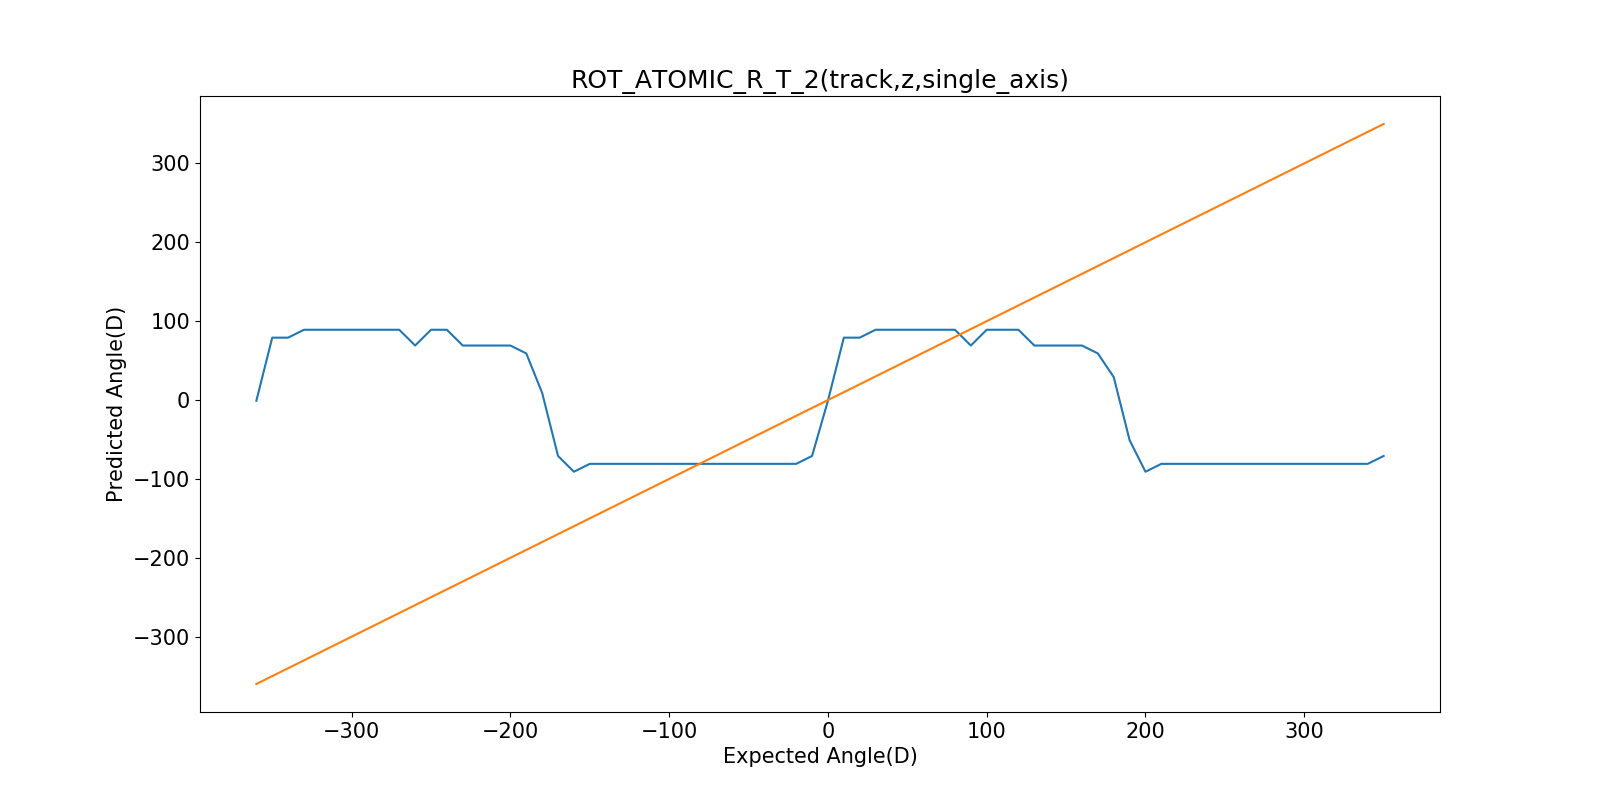 ROT_ATOMIC_R_T_2(track,z,single_axis)
300
200
100
0
−100
−200
−300
Predicted Angle(D)
−300 −200 −100 0 100 200 300
Expected Angle(D)